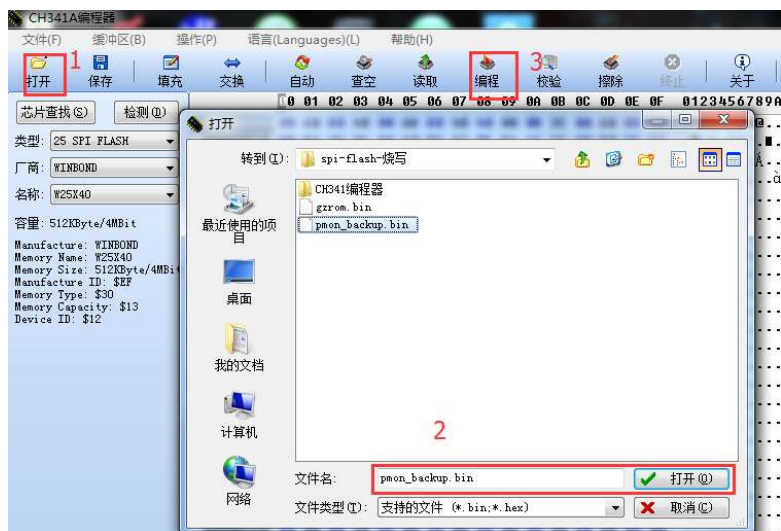 CH341A编程器
文件(F) 缓冲区(B) 操作(P) 语言(Languages)(L) 帮助(H)
1 3
打开 保存 填充 交换 自动 查空 读取 编程 校验 擦除 终止 关于
芯片查找(S) 检测(D)
0 01 02 03 04 05 06 07 08 09 0A 0B 0C 0D 0E 0F 0123456789A
打开
类型: 25 SPI FLASH
转到(I): spi-flash-烧写
厂商: WINBOND
名称: W25X40
CH341编程器
gzrom.bin
pmon_backup.bin
容量: 512KByte/4MBit
Manufacture: WINBOND
Memory Name: W25X40
Memory Size: 512KByte/4MBi
Manufacture ID: $EF
Memory Type: $30
Memory Capacity: $13
Device ID: $12
最近使用的项
目
桌面
我的文档
计算机
网络
2
文件名: pmon_backup.bin 打开(O)
文件类型(T): 支持的文件 (*.bin;*.hex) 取消(C)